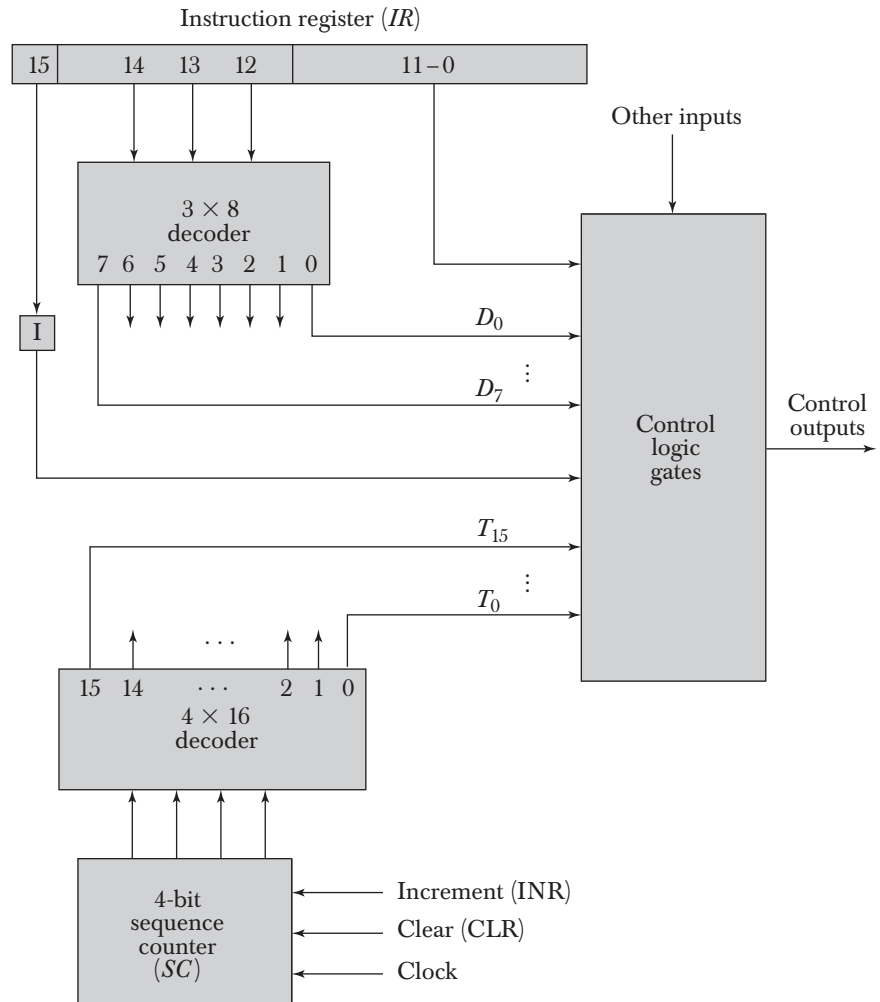 Instruction register (IR)
15 14 13 12 11–0
Other inputs
3 × 8
decoder
7 6 5 4 3 2 1 0
I
D0
⋮
D7
Control
logic
gates
Control
outputs
T15
⋮
T0
. . .
15 14 . . . 2 1 0
4 × 16
decoder
4-bit
sequence
counter
(SC)
Increment (INR)
Clear (CLR)
Clock